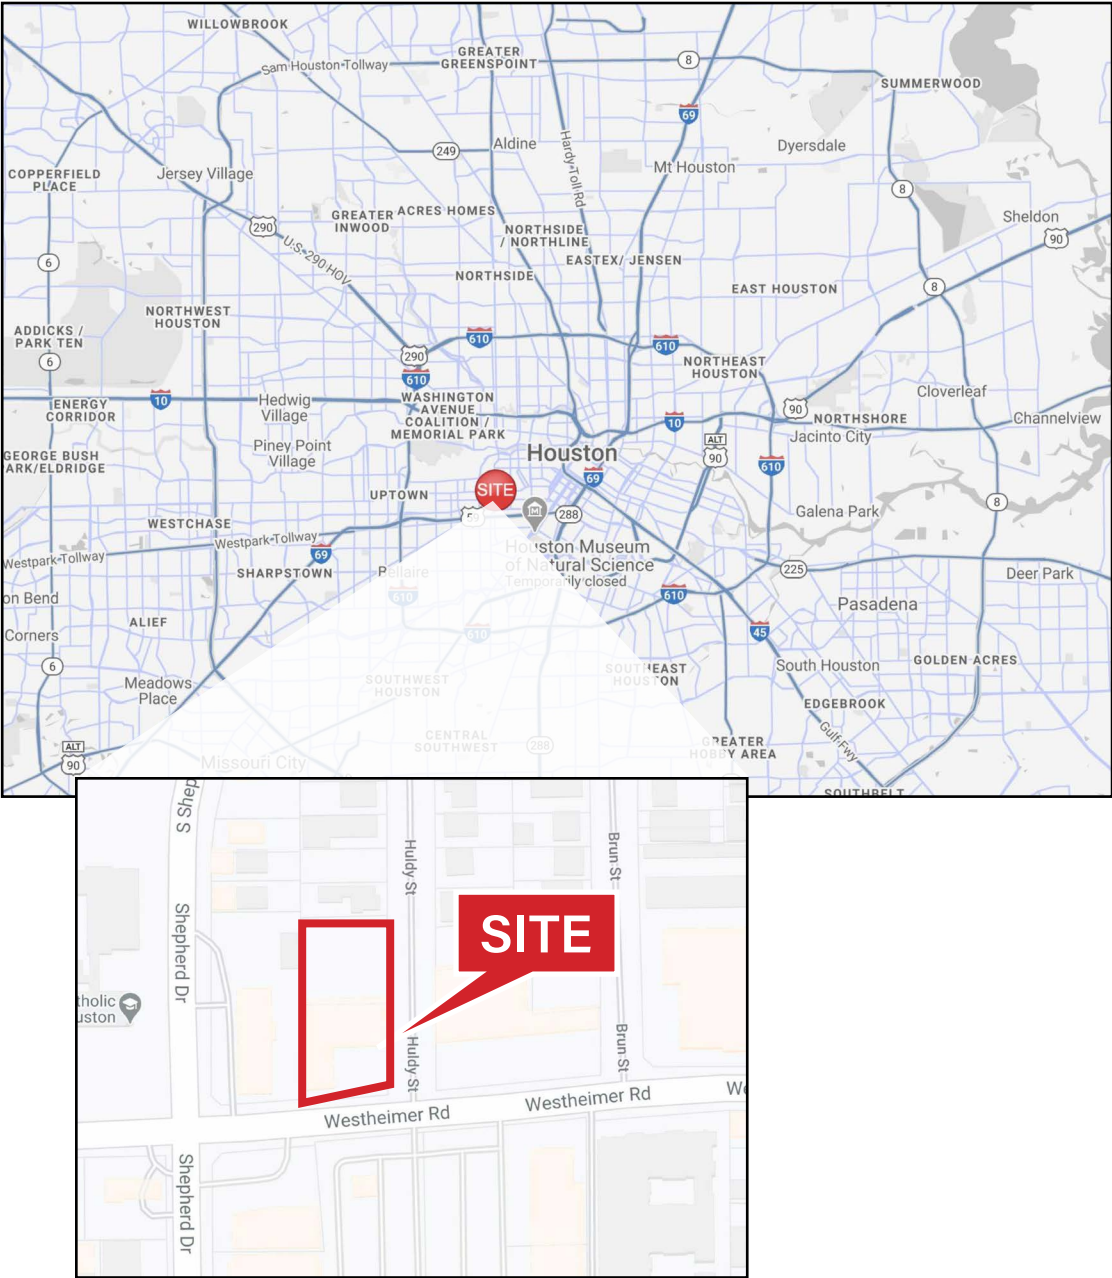 WILLOWBROOK
GREATER
GREENSPOINT
Sam Houston Tollway
8
SUMMERWOOD
69
Hardy Toll Rd
249
Aldine
Dyersdale
COPPERFIELD
PLACE
Jersey Village
Mt Houston
8
GREATER
INWOOD
ACRES HOMES
Sheldon
290
U.S. 290 HOV
NORTHSIDE
/ NORTHLINE
90
6
EASTEX/ JENSEN
NORTHSIDE
8
EAST HOUSTON
NORTHWEST
HOUSTON
ADDICKS /
PARK TEN
610
610
6
290
NORTHEAST
HOUSTON
610
10
ENERGY
CORRIDOR
Hedwig
Village
WASHINGTON
AVENUE
COALITION /
MEMORIAL PARK
Cloverleaf
90
NORTHSHORE
Channelview
10
Piney Point
Village
Jacinto City
ALT
90
Houston
GEORGE BUSH
ARK/ELDRIDGE
610
69
SITE
UPTOWN
8
WESTCHASE
288
Galena Park
Westpark Tollway
Westpark Tollway
69
Houston Museum
of Natural Science
Temporarily closed
SHARPSTOWN
Bellaire
225
Deer Park
610
610
on Bend
Pasadena
ALIEF
Corners
610
45
6
SOUTHEAST
HOUSTON
South Houston
GOLDEN ACRES
Meadows
Place
SOUTHWEST
HOUSTON
EDGEBROOK
Gulf Fwy
CENTRAL
SOUTHWEST
288
GREATER
HOBBY AREA
ALT
90
Missouri City
SOUTHBELT
S Shep
Huldy St
Brun St
SITE
Shepherd Dr
tholic
uston
Huldy St
Brun St
Westheimer Rd
Westheimer Rd
We
Shepherd Dr